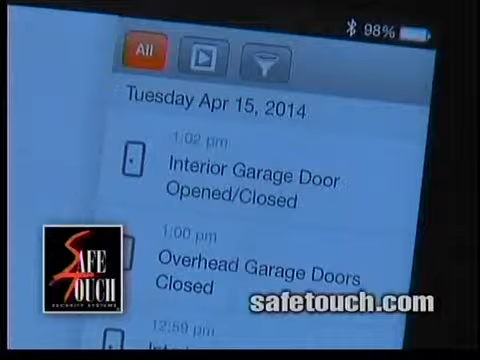 98%
All
Tuesday Apr 15, 2014
1:02 pm
Interior Garage Door
Opened/Closed
1:00 pm
Overhead Garage Doors
Closed
SAFE
TOUCH
SECURITY SYSTEMS
safetouch.com
12:59 pm